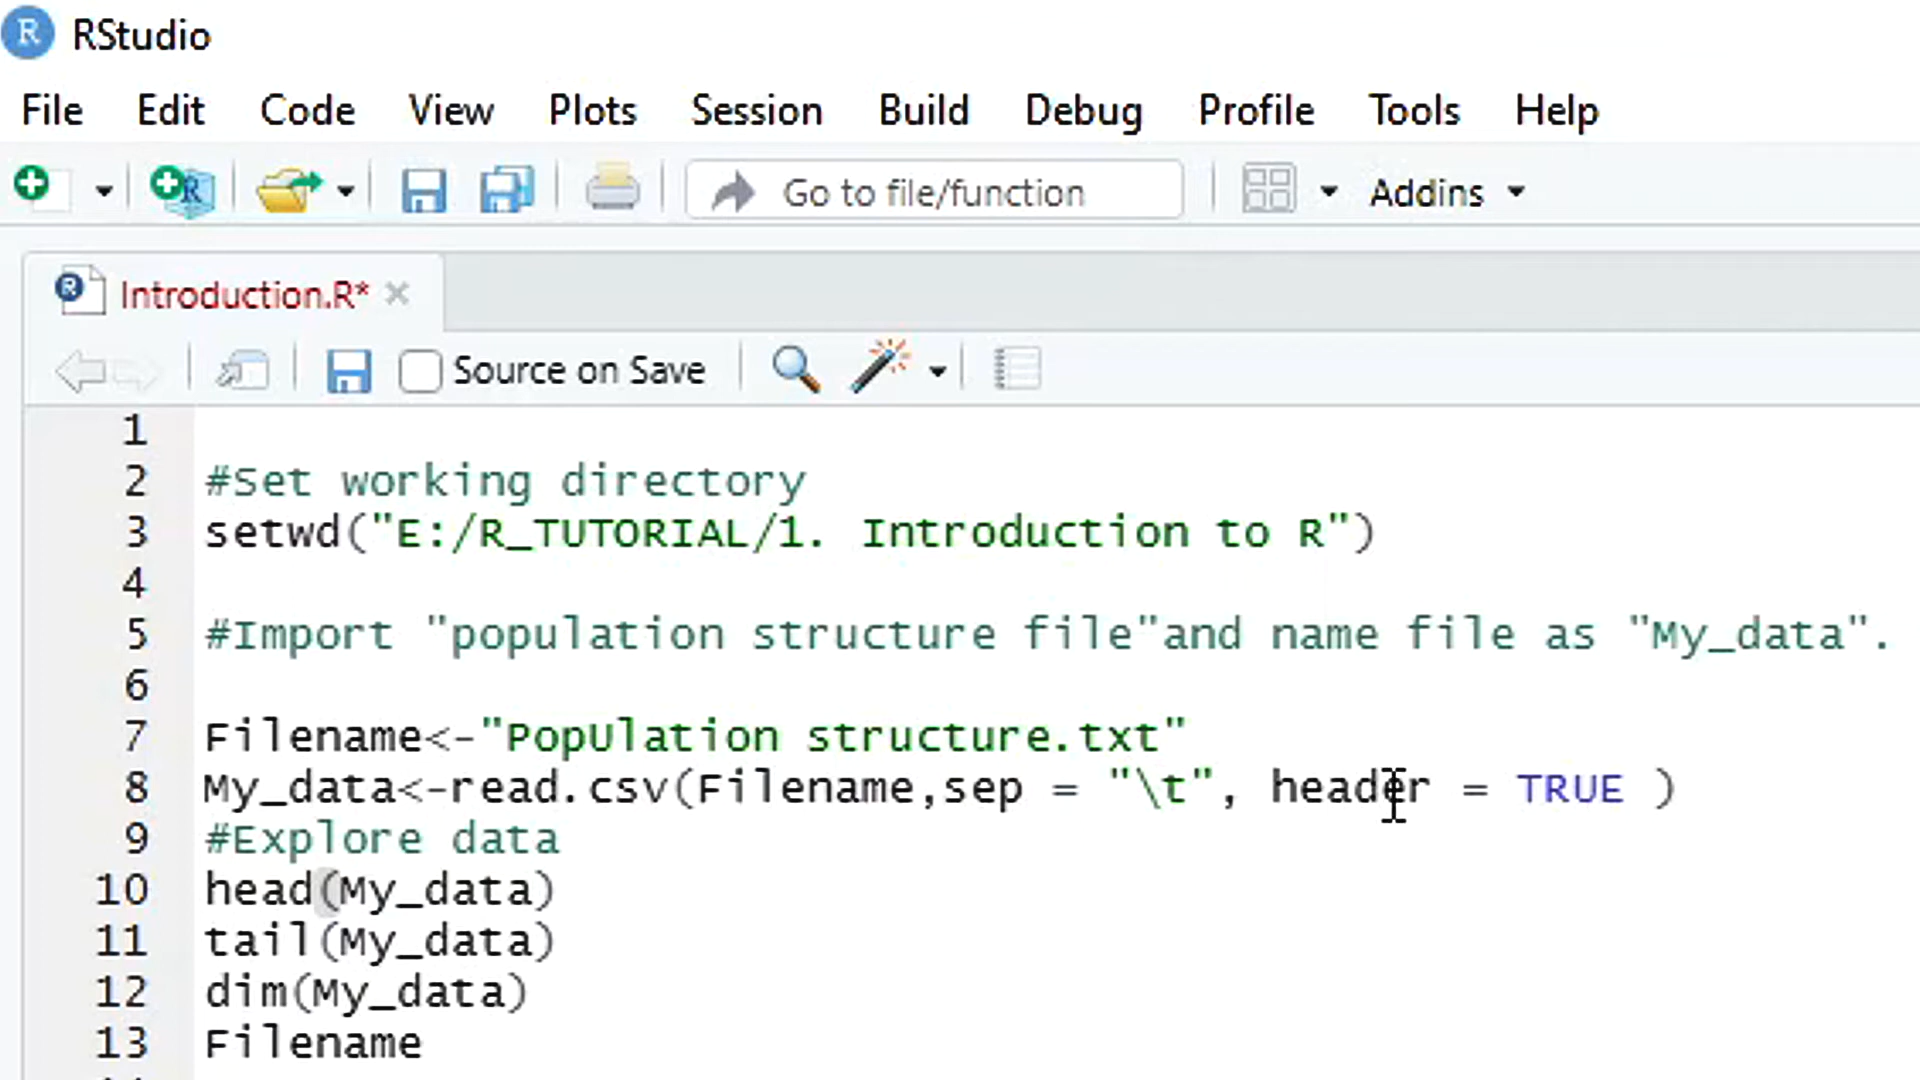 R RStudio
File Edit Code View Plots Session Build Debug Profile Tools Help
R Go to file/function Addins
R Introduction.R*
Source on Save
1
2 #Set working directory
3 setwd("E:/R_TUTORIAL/1. Introduction to R")
4
5 #Import "population structure file"and name file as "My_data".
6
7 Filename<-"PopUlation structure.txt"
8 My_data<-read.csv(Filename,sep = "\t", header = TRUE )
9 #Explore data
10 head(My_data)
11 tail(My_data)
12 dim(My_data)
13 Filename